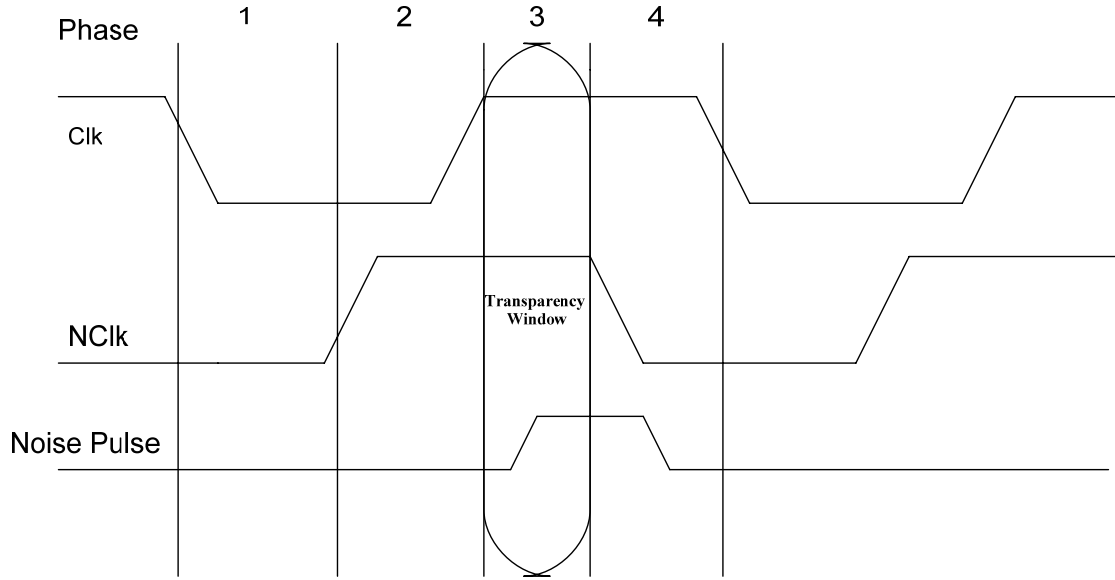 Phase 1 2 3 4
Clk
Transparency
Window
NClk
Noise Pulse